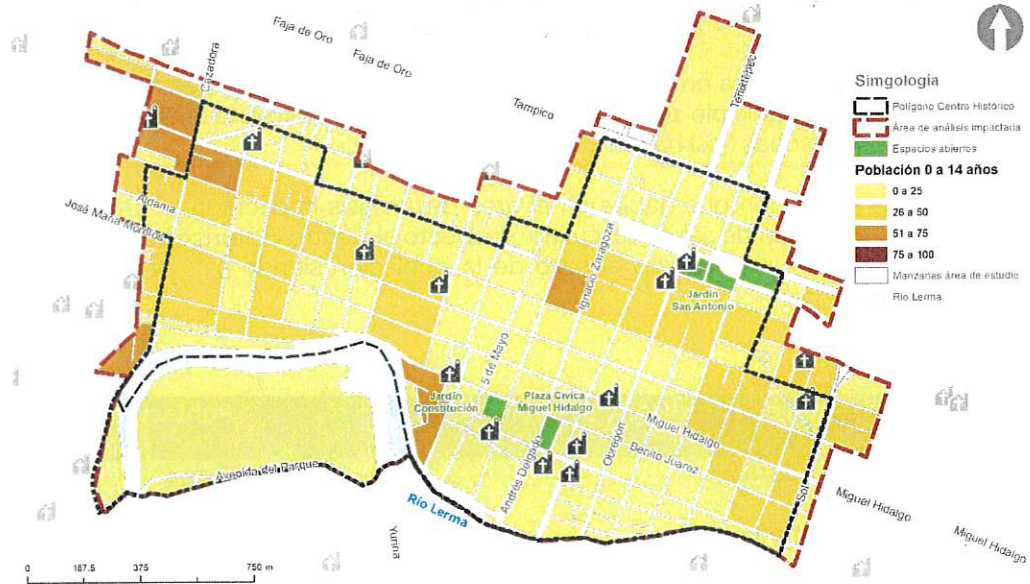 Faja de Oro
Faja de Oro
Cazadora
Tampico
Tenixtepec
Simgologia
Polígono Centro Histórico
Área de análisis impactada
Espacios abiertos
Población 0 a 14 años
0 a 25
26 a 50
51 a 75
75 a 100
Manzanas área de estudio
Río Lerma
Aldama
José María Morelos
Ignacio Zaragoza
Jardín
San Antonio
5 de Mayo
Jardín
Constitución
Plaza Cívica
Miguel Hidalgo
Miguel Hidalgo
Obregón
Benito Juárez
Andrés Delgado
Avenida del Parque
Río Lerma
Sol
Miguel Hidalgo
Miguel Hidalgo
Yuriria
0 187.5 375 750 m